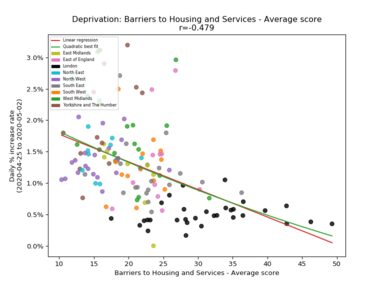 Deprivation: Barriers to Housing and Services - Average score
r=-0.479
Daily % increase rate
(2020-04-25 to 2020-05-02)
3.0%
2.5%
2.0%
1.5%
1.0%
0.5%
0.0%
Linear regression
Quadratic best fit
East Midlands
East of England
London
North East
North West
South East
South West
West Midlands
Yorkshire and The Humber
10 15 20 25 30 35 40 45 50
Barriers to Housing and Services - Average score